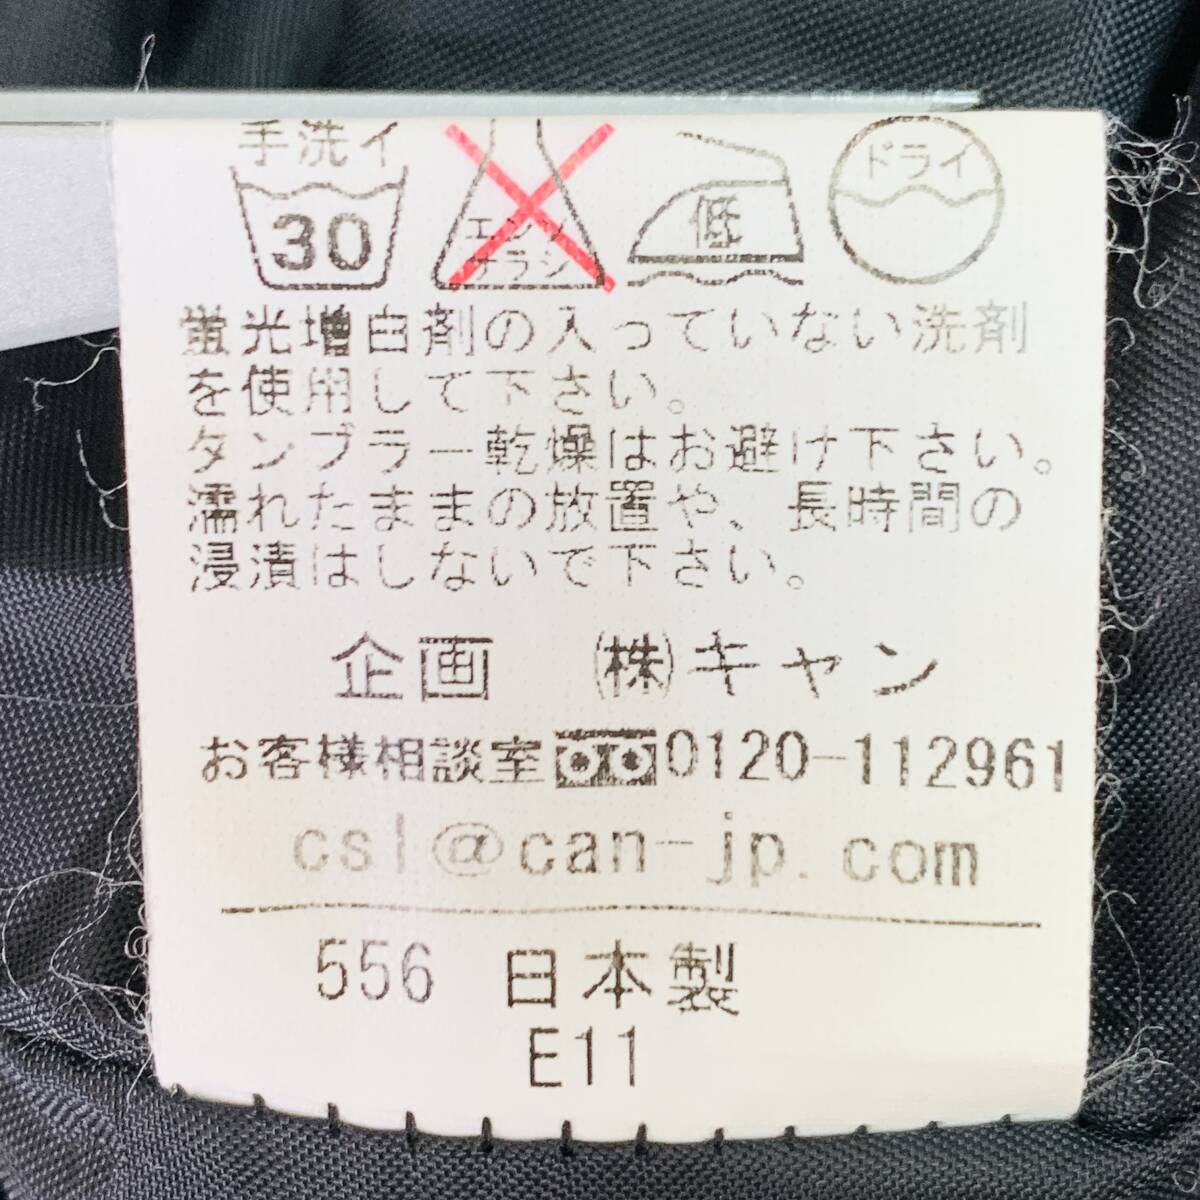 手洗イ
30
エンソ
サラシ
低
ドライ
蛍光増白剤の入っていない洗剤
を使用して下さい。
タンブラー乾燥はお避け下さい。
濡れたままの放置や、長時間の
浸漬はしないで下さい。
企画 ㈱キャン
お客様相談室 0120-112961
csl@can-jp.com
556 日本製
E11